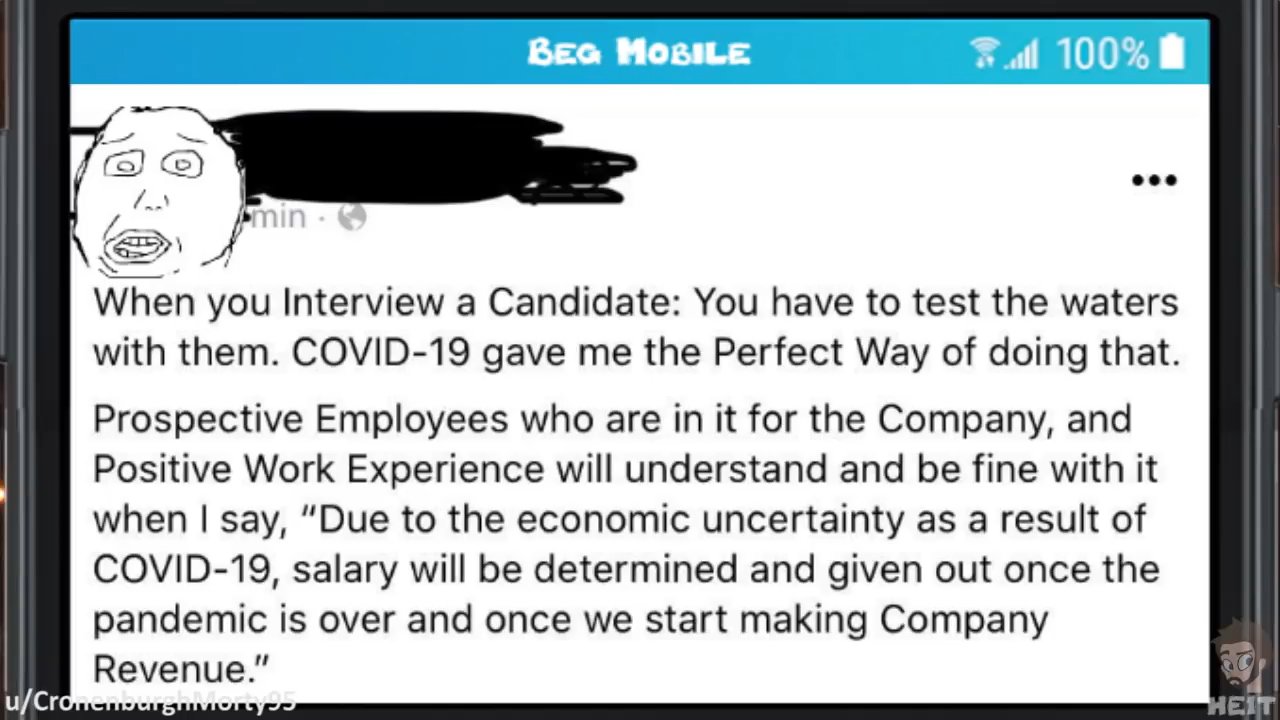 BEG MOBILE
100%
min ·
When you Interview a Candidate: You have to test the waters
with them. COVID-19 gave me the Perfect Way of doing that.
Prospective Employees who are in it for the Company, and
Positive Work Experience will understand and be fine with it
when I say, “Due to the economic uncertainty as a result of
COVID-19, salary will be determined and given out once the
pandemic is over and once we start making Company
Revenue.”
u/CronenburghMorty95
HEIT